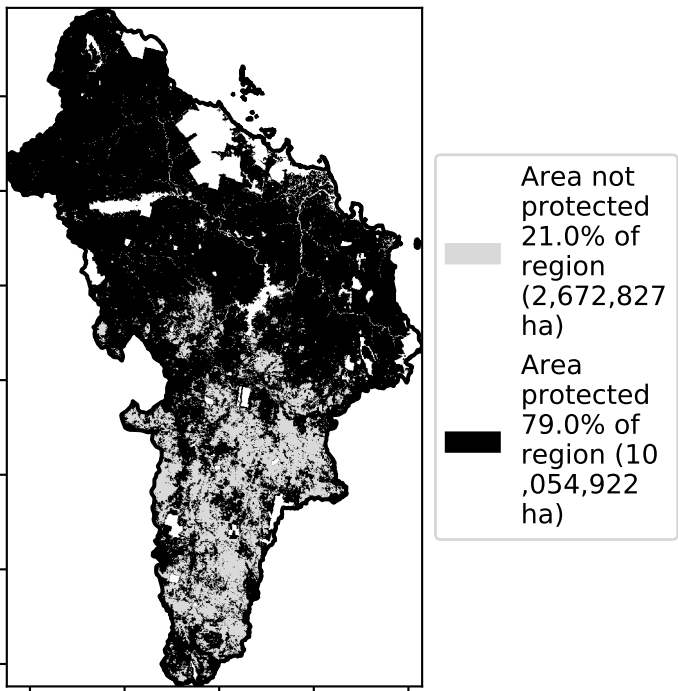 Area not
protected
21.0% of
region
(2,672,827
ha)
Area
protected
79.0% of
region (10
,054,922
ha)